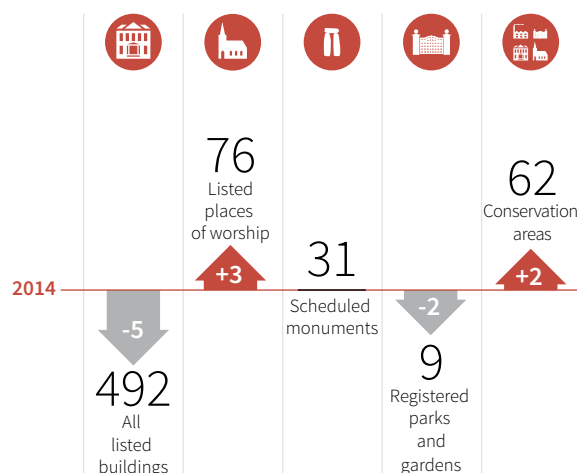 76
Listed
places
of worship
+3
62
Conservation
areas
+2
31
Scheduled
monuments
2014
-5
492
All
listed
buildings
-2
9
Registered
parks
and
gardens